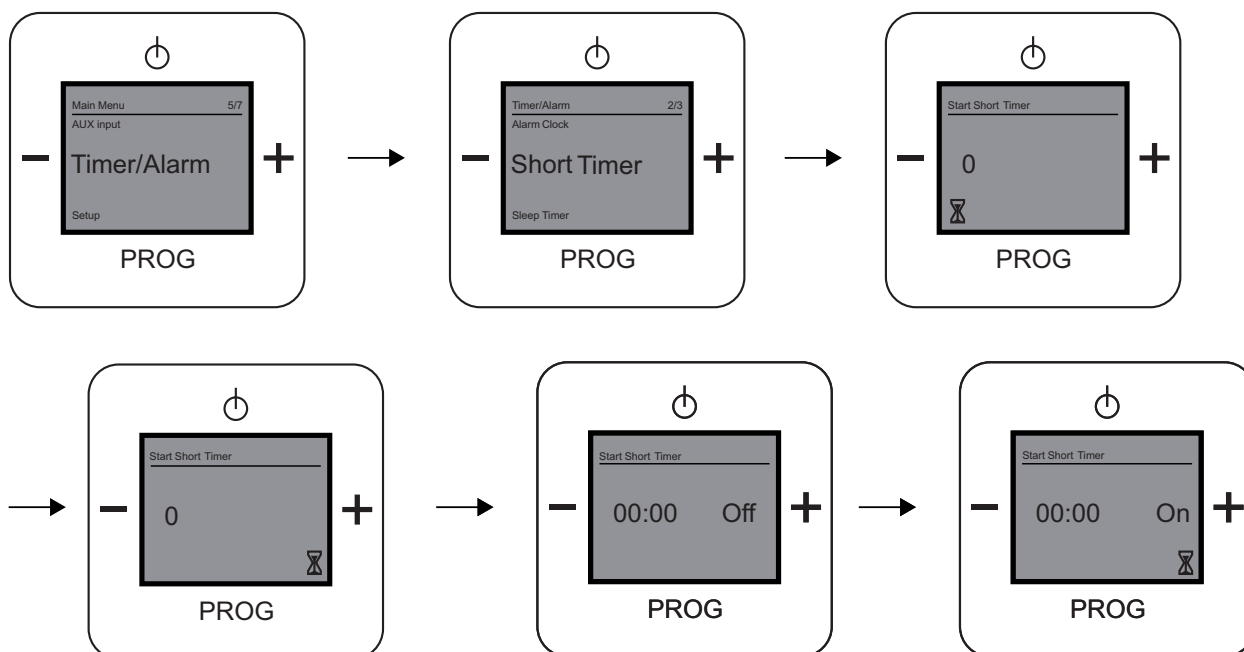 Main Menu 5/7
AUX input
- Timer/Alarm +
Setup
PROG
Timer/Alarm 2/3
Alarm Clock
- Short Timer +
Sleep Timer
PROG
Start Short Timer
- 0 +
PROG
Start Short Timer
- 0 +
PROG
Start Short Timer
- 00:00 Off +
PROG
Start Short Timer
- 00:00 On +
PROG